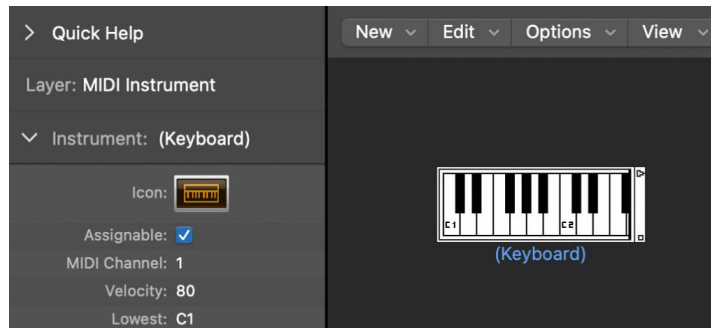 Quick Help
Layer: MIDI Instrument
Instrument: (Keyboard)
Icon:
Assignable:
MIDI Channel: 1
Velocity: 80
Lowest: C1
New
Edit
Options
View
C1
C2
(Keyboard)